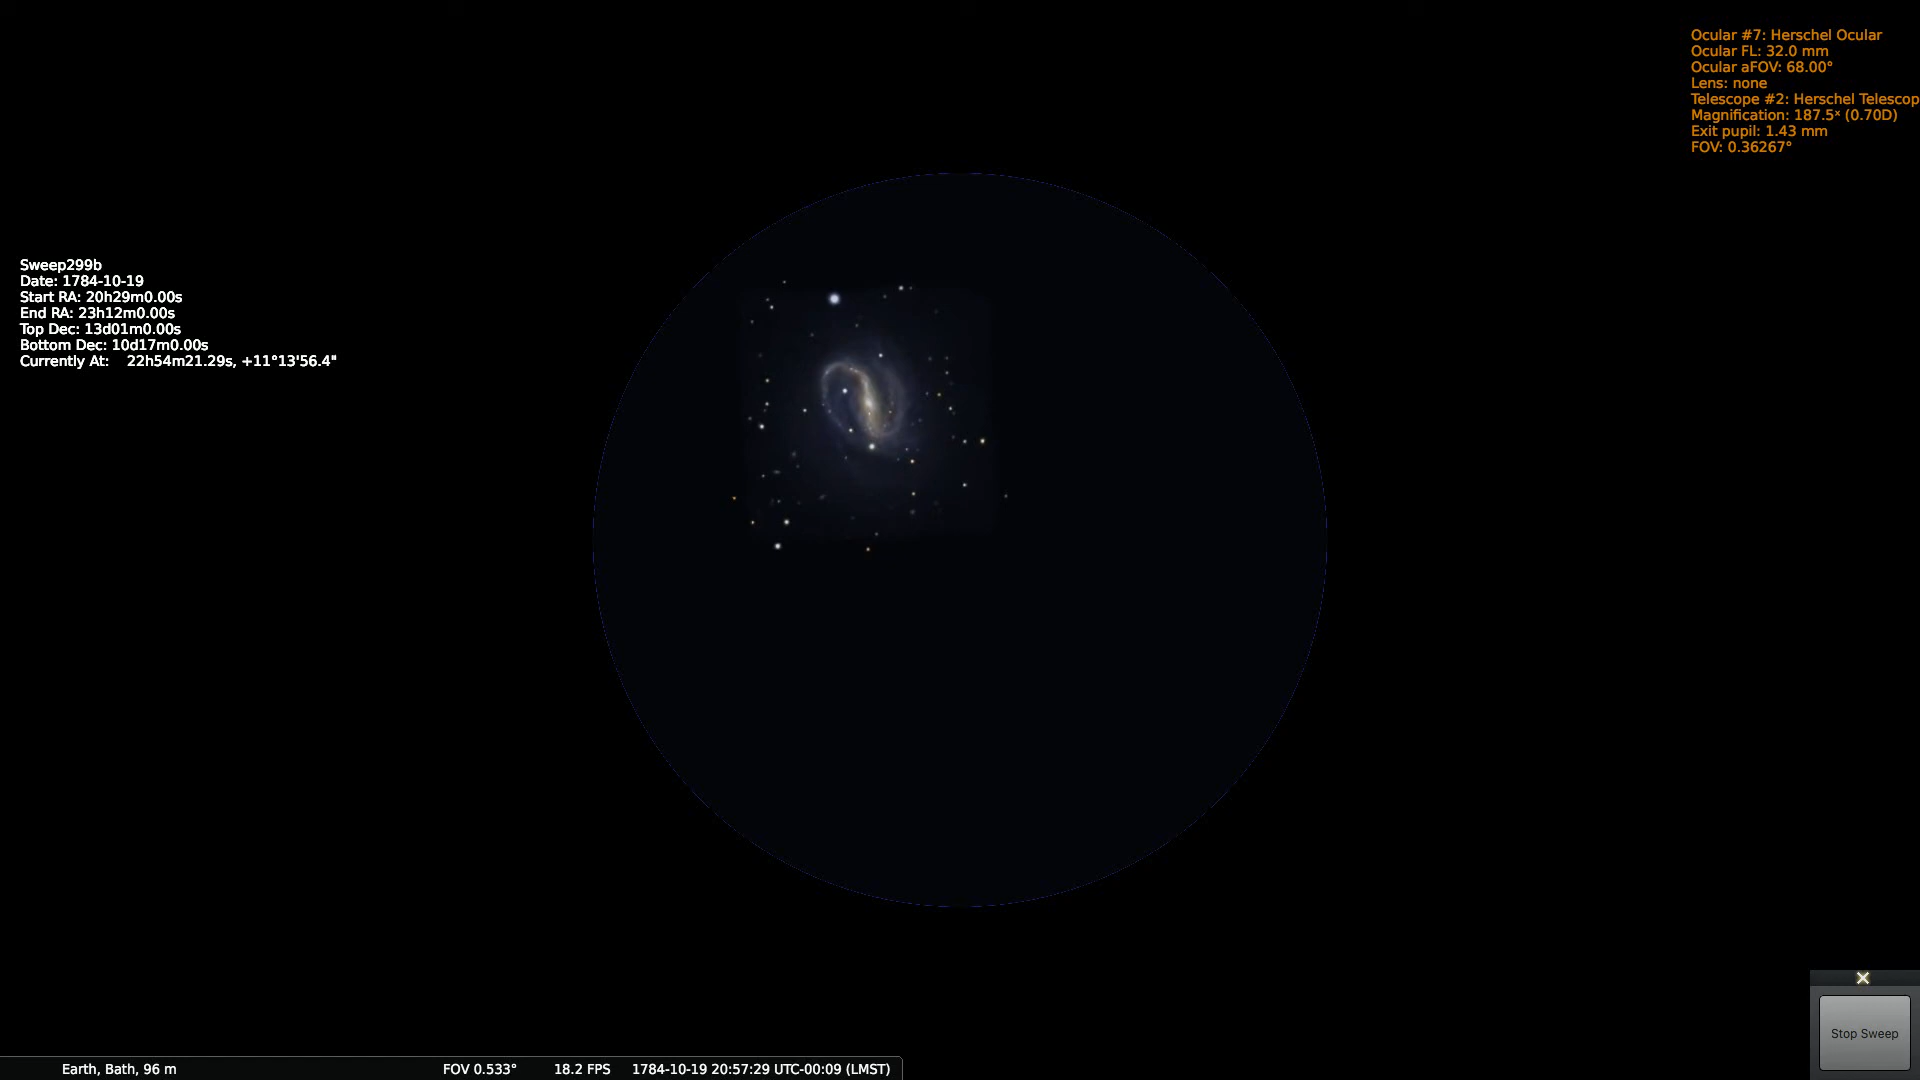 Ocular #7: Herschel Ocular
Ocular FL: 32.0 mm
Ocular aFOV: 68.00°
Lens: none
Telescope #2: Herschel Telescop
Magnification: 187.5ˣ (0.70D)
Exit pupil: 1.43 mm
FOV: 0.36267°
Sweep299b
Date: 1784-10-19
Start RA: 20h29m0.00s
End RA: 23h12m0.00s
Top Dec: 13d01m0.00s
Bottom Dec: 10d17m0.00s
Currently At: 22h54m21.29s, +11°13'56.4"
Stop Sweep
Earth, Bath, 96 m FOV 0.533° 18.2 FPS 1784-10-19 20:57:29 UTC-00:09 (LMST)